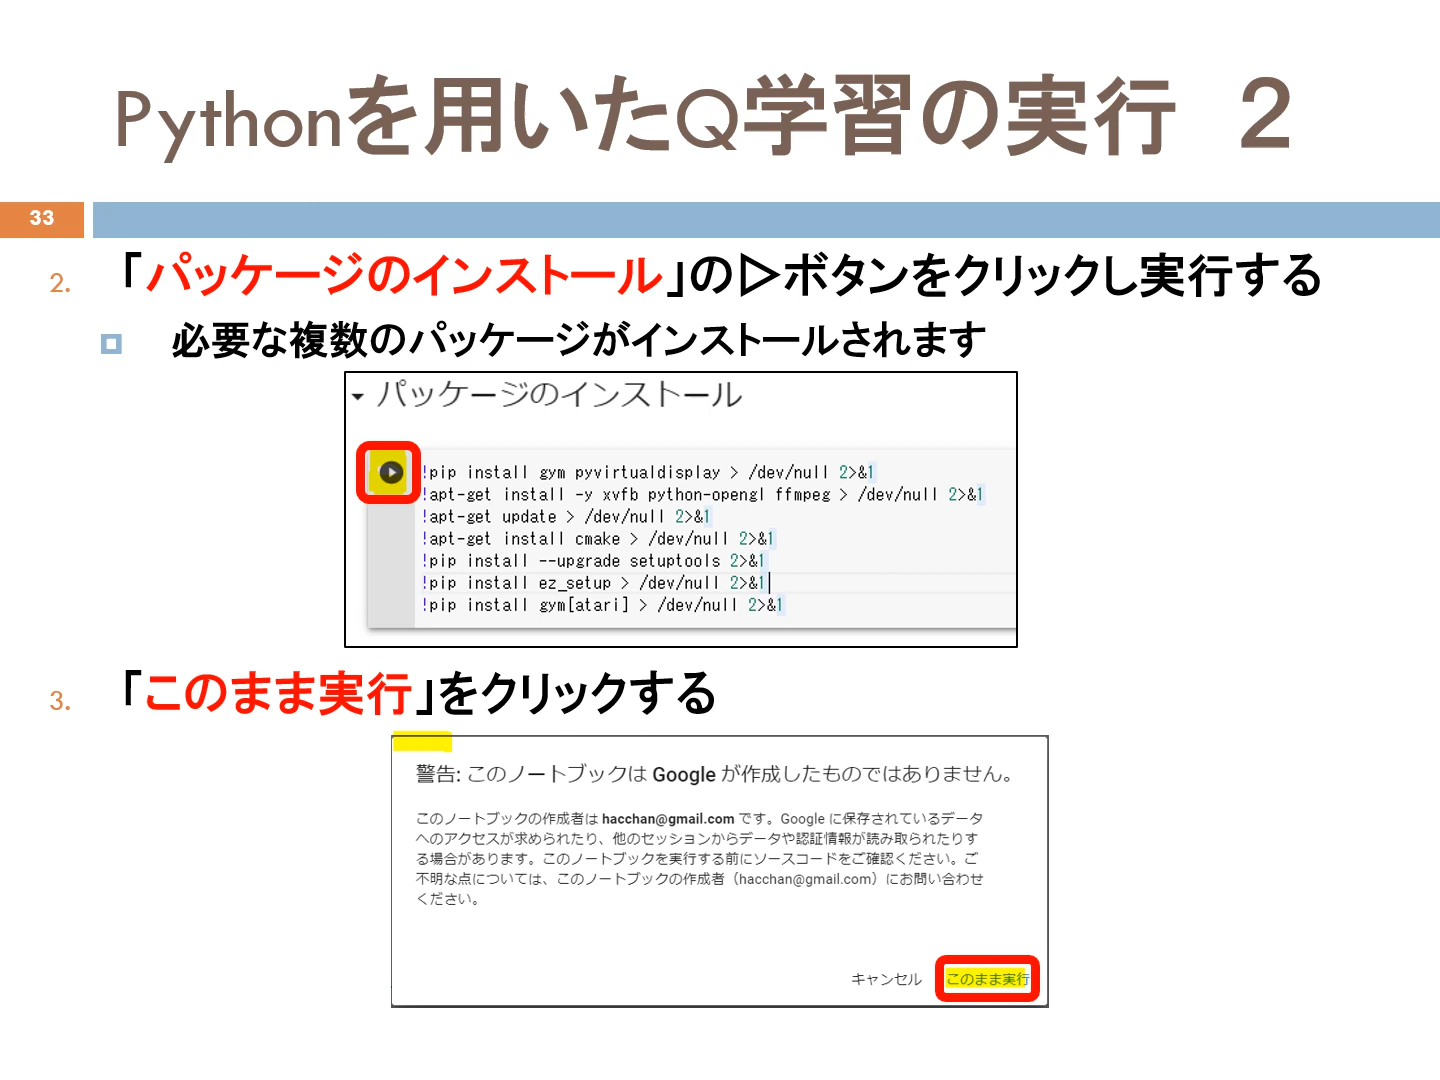 Pythonを用いたQ学習の実行　２
33
2. 「パッケージのインストール」の▷ボタンをクリックし実行する
必要な複数のパッケージがインストールされます
パッケージのインストール
!pip install gym pyvirtualdisplay > /dev/null 2>&1
!apt-get install -y xvfb python-opengl ffmpeg > /dev/null 2>&1
!apt-get update > /dev/null 2>&1
!apt-get install cmake > /dev/null 2>&1
!pip install --upgrade setuptools 2>&1
!pip install ez_setup > /dev/null 2>&1
!pip install gym[atari] > /dev/null 2>&1
3. 「このまま実行」をクリックする
警告: このノートブックは Google が作成したものではありません。
このノートブックの作成者は hacchan@gmail.com です。Google に保存されているデータ
へのアクセスが求められたり、他のセッションからデータや認証情報が読み取られたりす
る場合があります。このノートブックを実行する前にソースコードをご確認ください。ご
不明な点については、このノートブックの作成者（hacchan@gmail.com）にお問い合わせ
ください。
キャンセル このまま実行